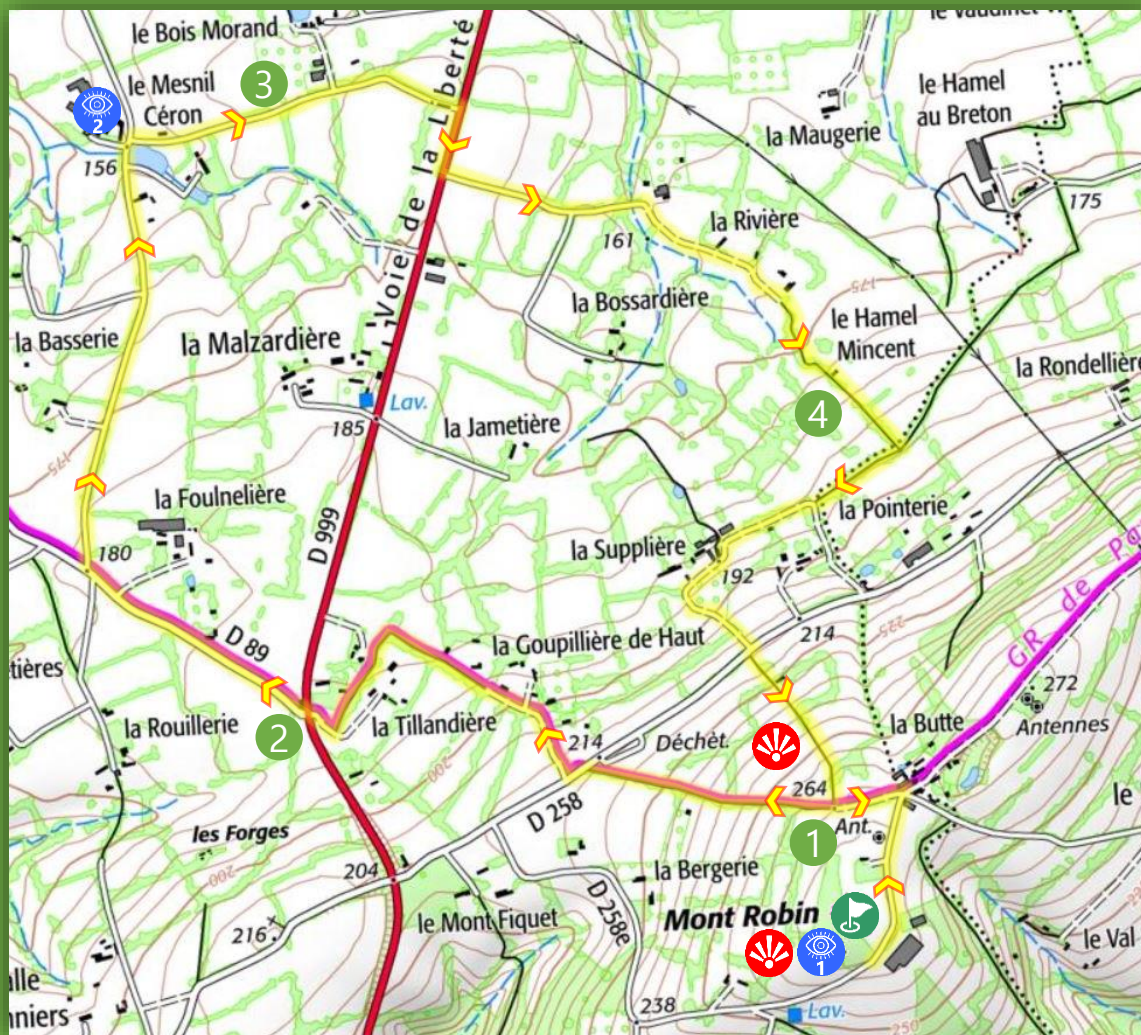 le Bois Morand
le Vaudinet
3
le Mesnil
Céron
2
156
le Hamel
au Breton
la Maugerie
Voie de la Liberté
175
la Rivière
161
la Bossardière
175
le Hamel
Mincent
la Basserie
la Malzardière
la Rondellière
Lav.
185
la Jametière
4
175
la Foulnelière
la Pointerie
D 999
la Supplière
180
192
GR de Pa
214
225
D 89
la Goupillière de Haut
tières
272
la Rouillerie
2
la Tillandière
la Butte
Antennes
214
Déchèt.
200
264
le
D 258
1
Ant.
les Forges
204
200
la Bergerie
D 258e
Mont Robin
le Mont Fiquet
216
1
le Val
alle
nniers
238
Lav.
250